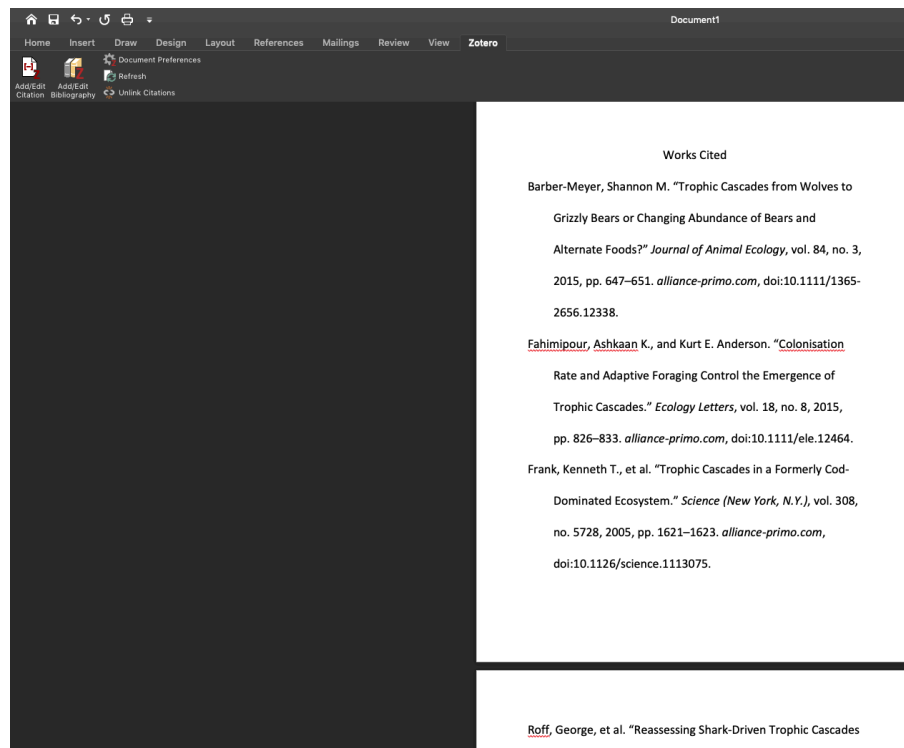 Document1
Home Insert Draw Design Layout References Mailings Review View Zotero
Add/Edit Citation
Add/Edit Bibliography
Document Preferences
Refresh
Unlink Citations
Works Cited
Barber-Meyer, Shannon M. “Trophic Cascades from Wolves to
Grizzly Bears or Changing Abundance of Bears and
Alternate Foods?” Journal of Animal Ecology, vol. 84, no. 3,
2015, pp. 647–651. alliance-primo.com, doi:10.1111/1365-
2656.12338.
Fahimipour, Ashkaan K., and Kurt E. Anderson. “Colonisation
Rate and Adaptive Foraging Control the Emergence of
Trophic Cascades.” Ecology Letters, vol. 18, no. 8, 2015,
pp. 826–833. alliance-primo.com, doi:10.1111/ele.12464.
Frank, Kenneth T., et al. “Trophic Cascades in a Formerly Cod-
Dominated Ecosystem.” Science (New York, N.Y.), vol. 308,
no. 5728, 2005, pp. 1621–1623. alliance-primo.com,
doi:10.1126/science.1113075.
Roff, George, et al. “Reassessing Shark-Driven Trophic Cascades